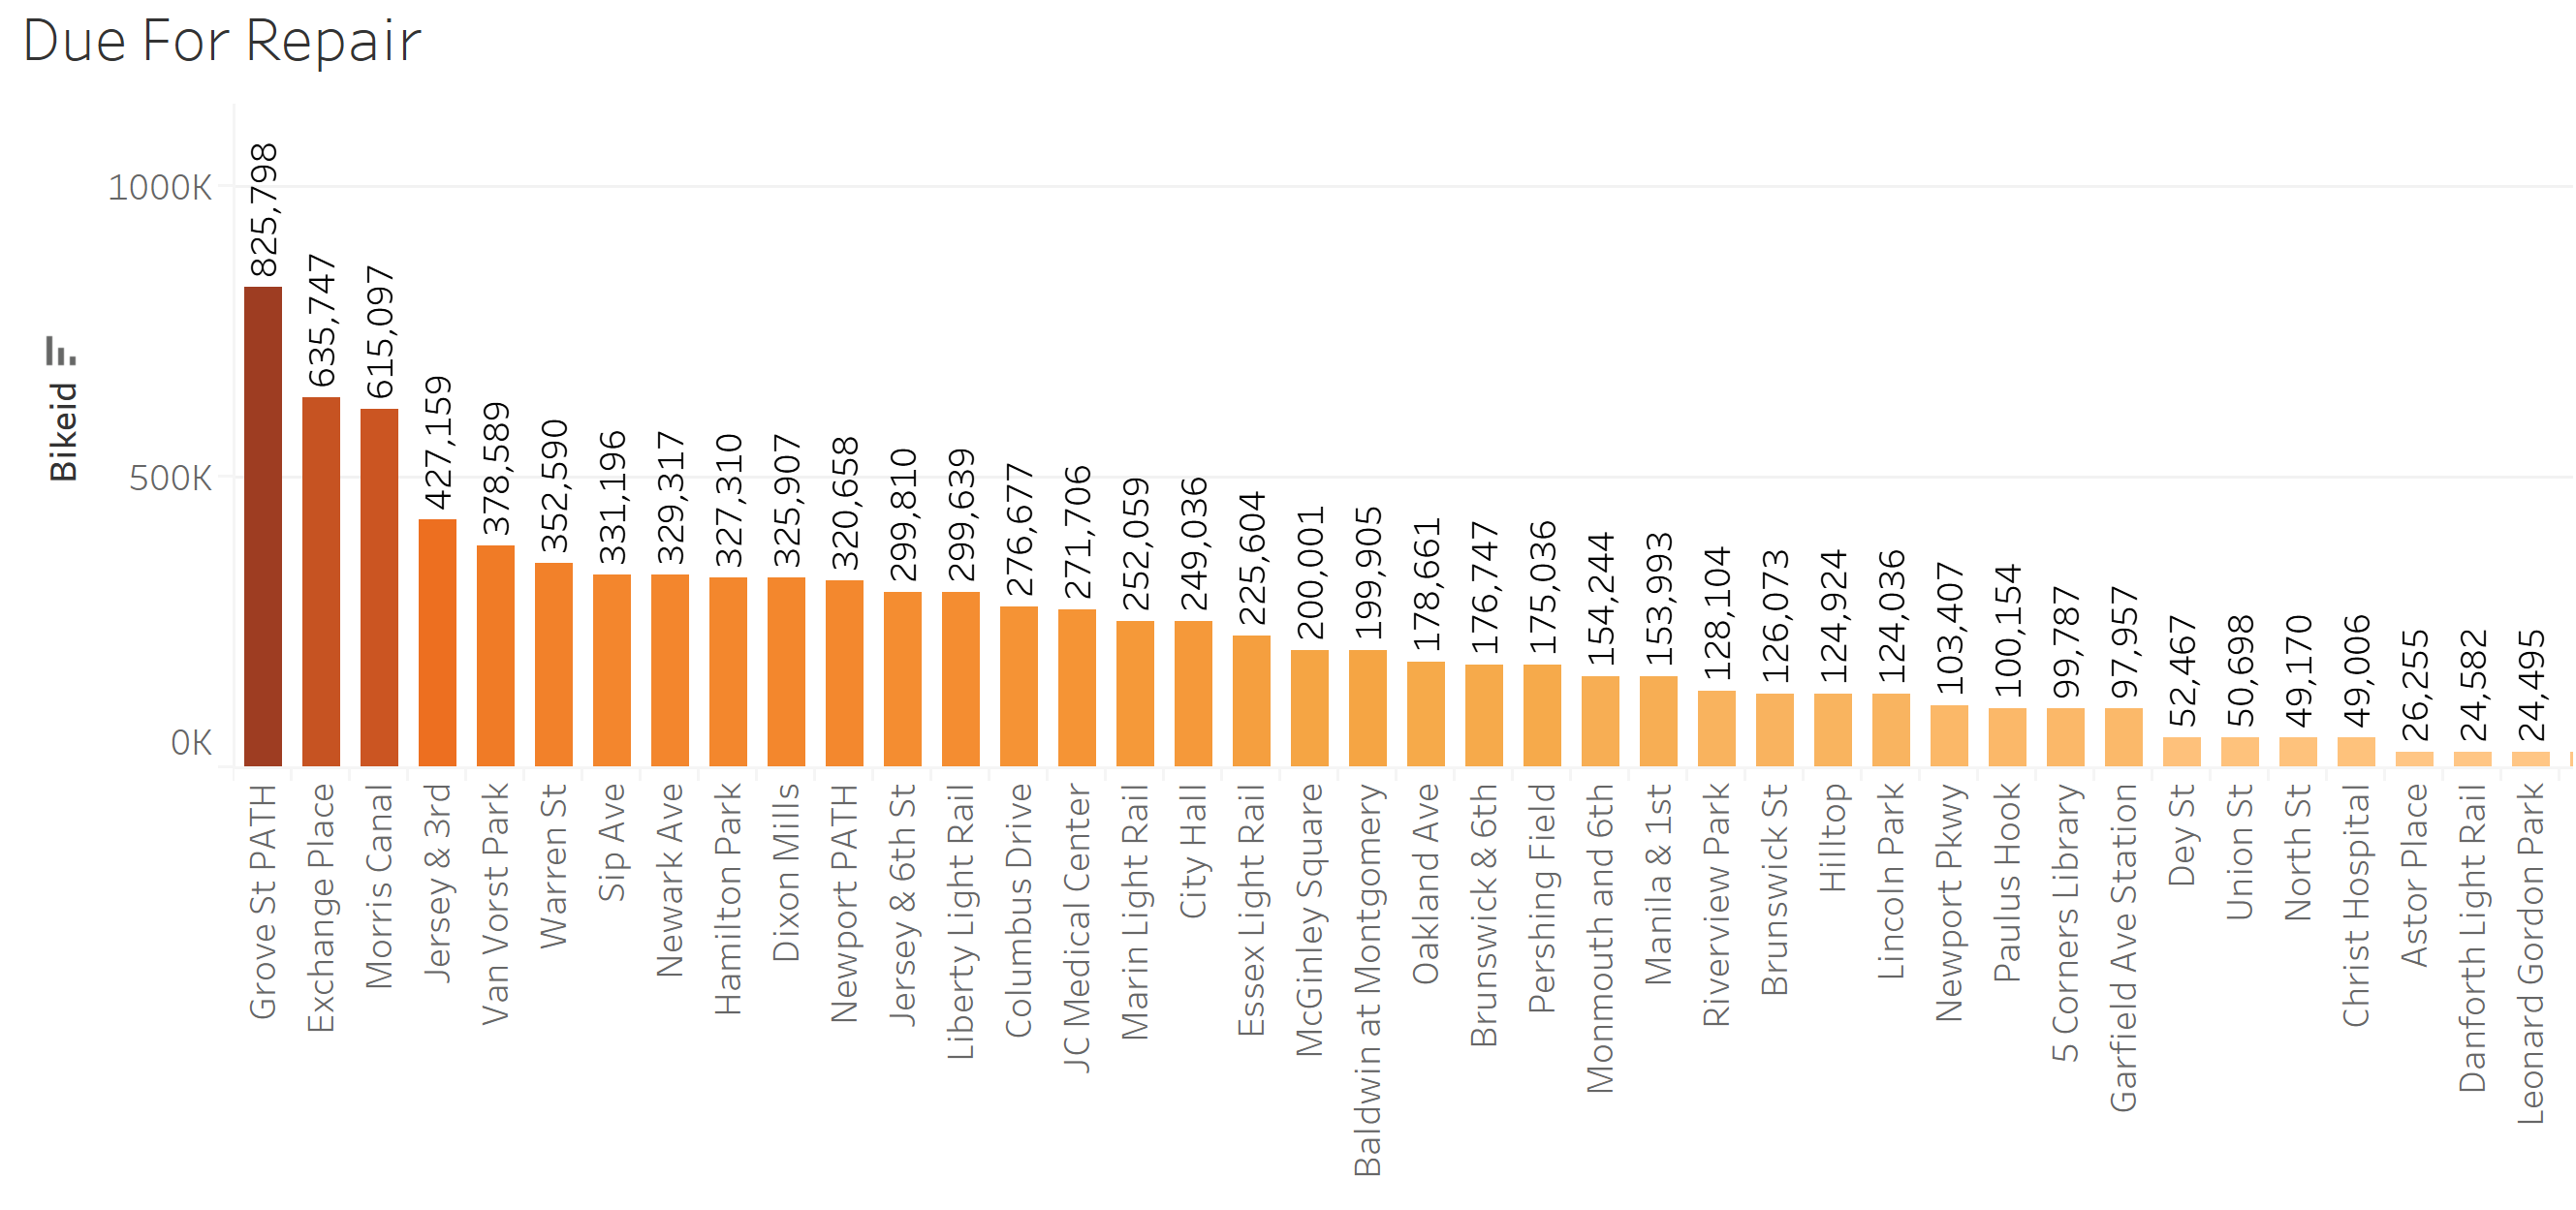 Due For Repair
1000K
500K
0K
Bikeid
825,798
635,747
615,097
427,159
378,589
352,590
331,196
329,317
327,310
325,907
320,658
299,810
299,639
276,677
271,706
252,059
249,036
225,604
200,001
199,905
178,661
176,747
175,036
154,244
153,993
128,104
126,073
124,924
124,036
103,407
100,154
99,787
97,957
52,467
50,698
49,170
49,006
26,255
24,582
24,495
Grove St PATH
Exchange Place
Morris Canal
Jersey & 3rd
Van Vorst Park
Warren St
Sip Ave
Newark Ave
Hamilton Park
Dixon Mills
Newport PATH
Jersey & 6th St
Liberty Light Rail
Columbus Drive
JC Medical Center
Marin Light Rail
City Hall
Essex Light Rail
McGinley Square
Baldwin at Montgomery
Oakland Ave
Brunswick & 6th
Pershing Field
Monmouth and 6th
Manila & 1st
Riverview Park
Brunswick St
Hilltop
Lincoln Park
Newport Pkwy
Paulus Hook
5 Corners Library
Garfield Ave Station
Dey St
Union St
North St
Christ Hospital
Astor Place
Danforth Light Rail
Leonard Gordon Park